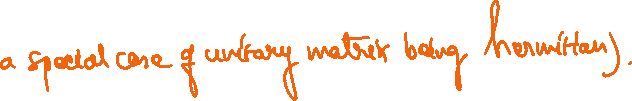 a special case of unitary matrix being hermitian).